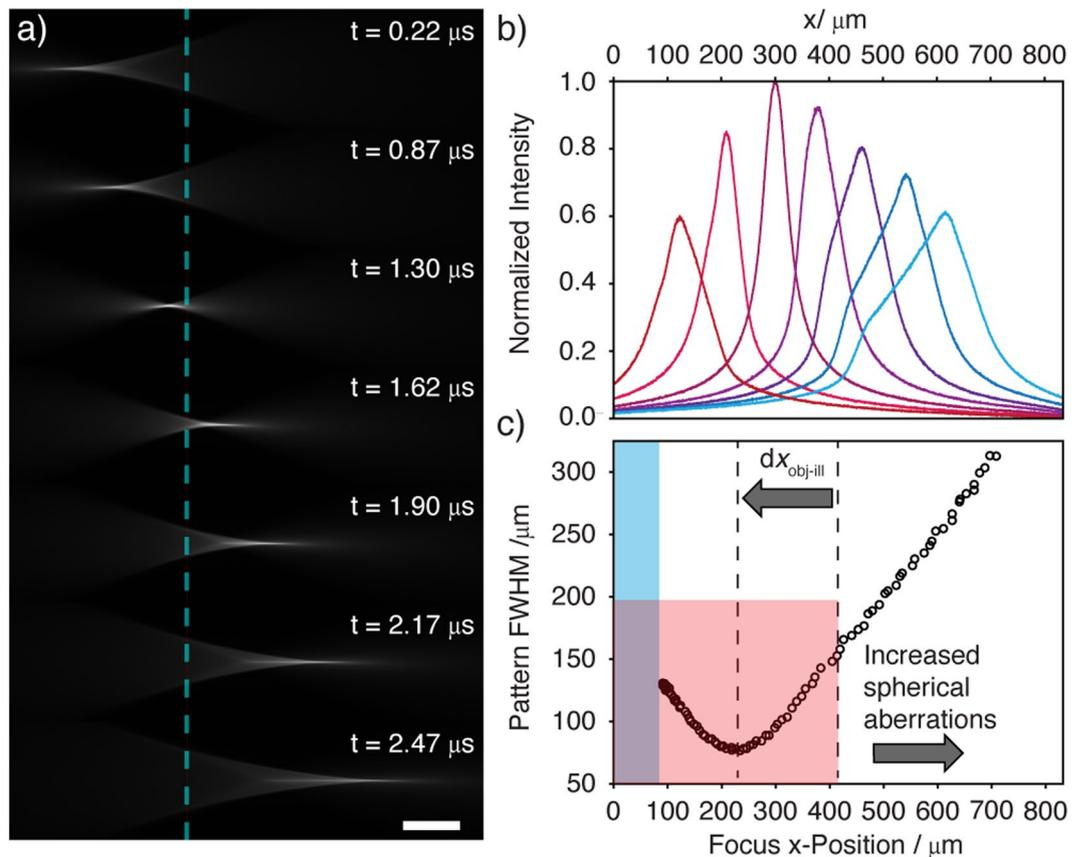 a)
t = 0.22 μs
t = 0.87 μs
t = 1.30 μs
t = 1.62 μs
t = 1.90 μs
t = 2.17 μs
t = 2.47 μs
b)
x/ μm
0 100 200 300 400 500 600 700 800
1.0
0.8
0.6
0.4
0.2
0.0
Normalized Intensity
c)
300
250
200
150
100
50
Pattern FWHM /μm
dx obj-ill
Increased
spherical
aberrations
0 100 200 300 400 500 600 700 800
Focus x-Position / μm